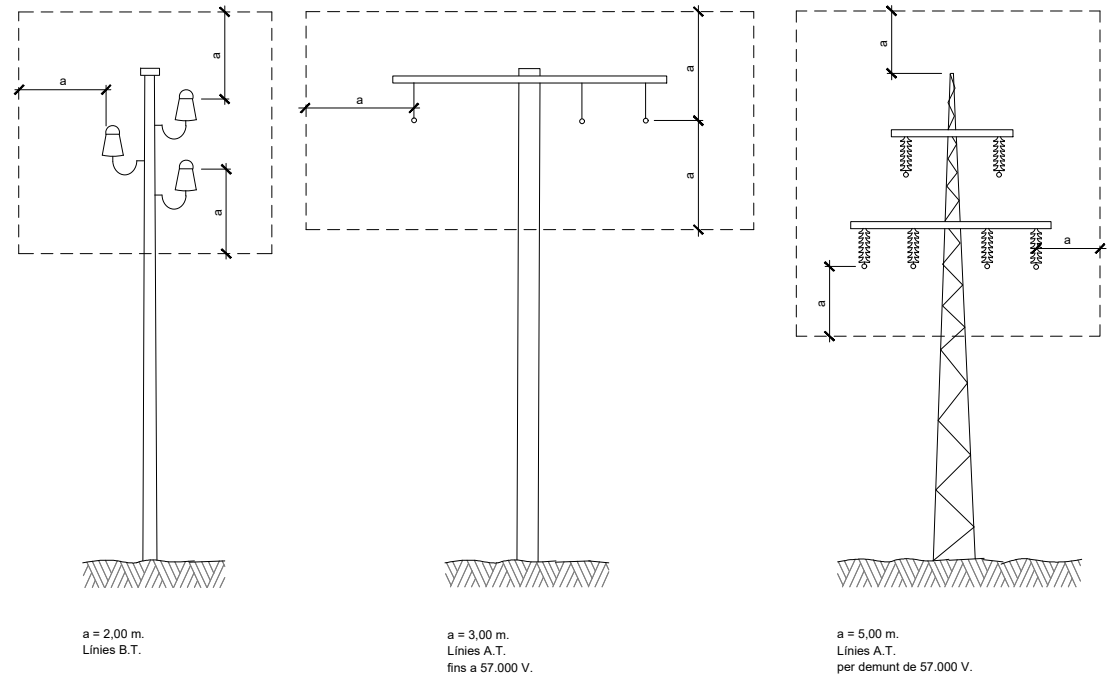 a
a
a
a
a
a
a
a
a
a = 2,00 m.
Línies B.T.
a = 3,00 m.
Línies A.T.
fins a 57.000 V.
a = 5,00 m.
Línies A.T.
per demunt de 57.000 V.